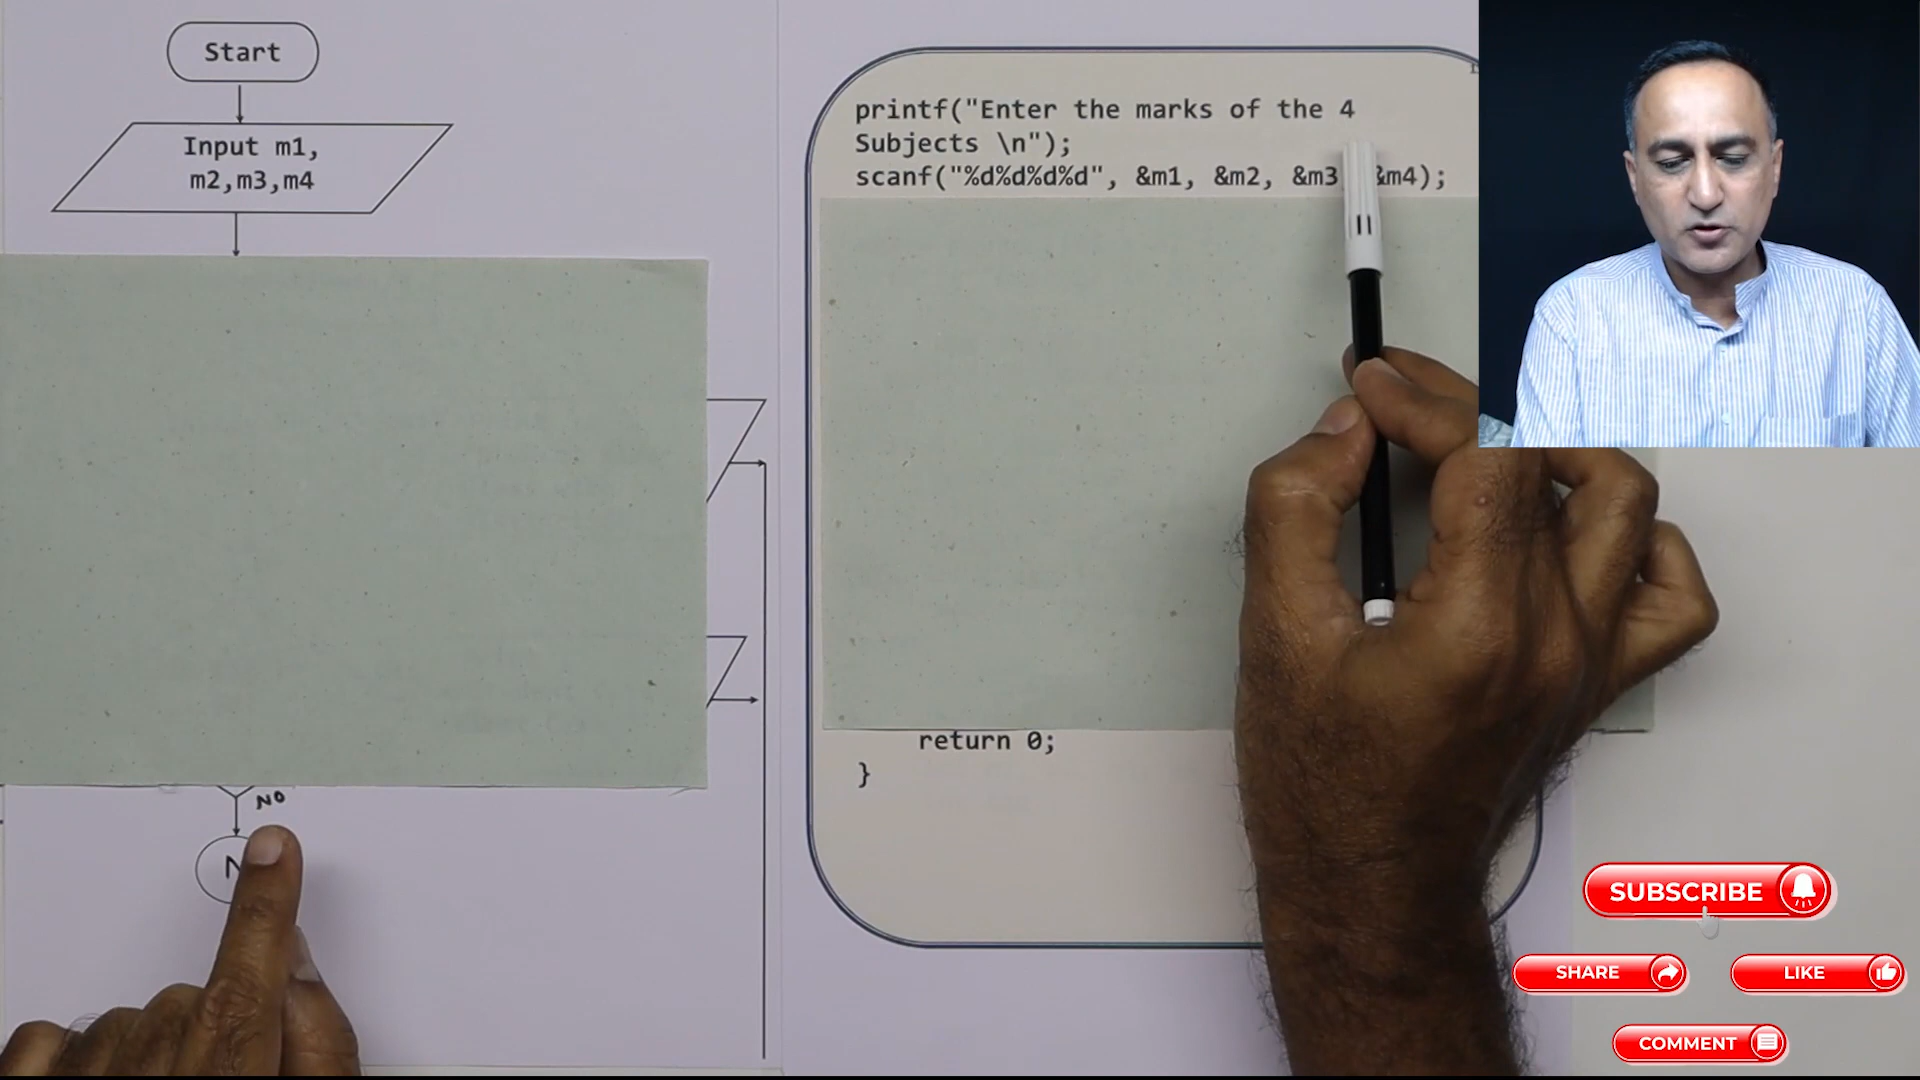 Start
Input m1,
m2,m3,m4
NO
printf("Enter the marks of the 4
Subjects \n");
scanf("%d%d%d%d", &m1, &m2, &m3, &m4);
return 0;
}
SUBSCRIBE
SHARE
LIKE
COMMENT